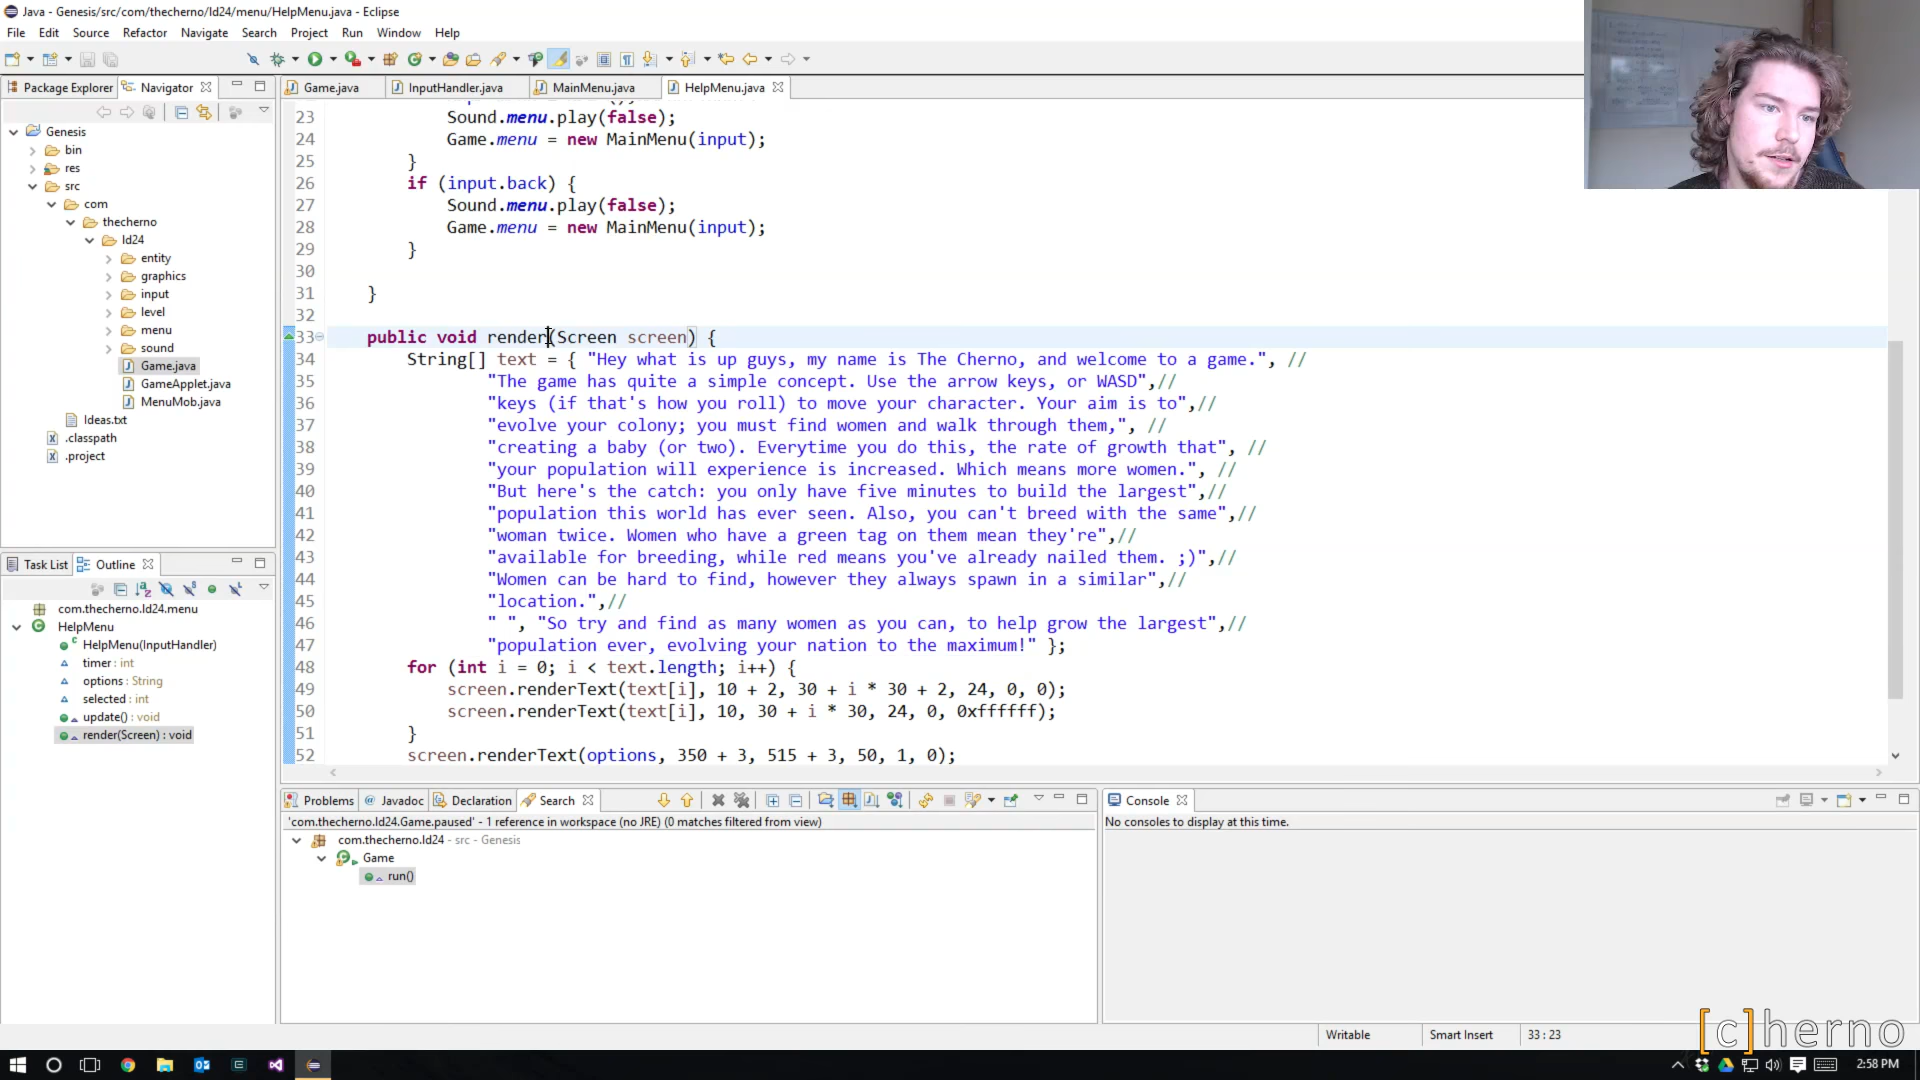 Java - Genesis/src/com/thecherno/ld24/menu/HelpMenu.java - Eclipse
File Edit Source Refactor Navigate Search Project Run Window Help
Package Explorer Navigator
Game.java InputHandler.java MainMenu.java HelpMenu.java
Genesis
bin
res
src
com
thecherno
ld24
entity
graphics
input
level
menu
sound
Game.java
GameApplet.java
MenuMob.java
Ideas.txt
.classpath
.project
Task List Outline
com.thecherno.ld24.menu
HelpMenu
HelpMenu(InputHandler)
timer : int
options : String
selected : int
update() : void
render(Screen) : void
23 Sound.menu.play(false);
24 Game.menu = new MainMenu(input);
25 }
26 if (input.back) {
27 Sound.menu.play(false);
28 Game.menu = new MainMenu(input);
29 }
30
31 }
32
33 public void render(Screen screen) {
34 String[] text = { "Hey what is up guys, my name is The Cherno, and welcome to a game.", //
35 "The game has quite a simple concept. Use the arrow keys, or WASD",//
36 "keys (if that's how you roll) to move your character. Your aim is to",//
37 "evolve your colony; you must find women and walk through them,", //
38 "creating a baby (or two). Everytime you do this, the rate of growth that", //
39 "your population will experience is increased. Which means more women.", //
40 "But here's the catch: you only have five minutes to build the largest",//
41 "population this world has ever seen. Also, you can't breed with the same",//
42 "woman twice. Women who have a green tag on them mean they're",//
43 "available for breeding, while red means you've already nailed them. ;)",//
44 "Women can be hard to find, however they always spawn in a similar",//
45 "location.",//
46 " ", "So try and find as many women as you can, to help grow the largest",//
47 "population ever, evolving your nation to the maximum!" };
48 for (int i = 0; i < text.length; i++) {
49 screen.renderText(text[i], 10 + 2, 30 + i * 30 + 2, 24, 0, 0);
50 screen.renderText(text[i], 10, 30 + i * 30, 24, 0, 0xffffff);
51 }
52 screen.renderText(options, 350 + 3, 515 + 3, 50, 1, 0);
Problems Javadoc Declaration Search
'com.thecherno.ld24.Game.paused' - 1 reference in workspace (no JRE) (0 matches filtered from view)
com.thecherno.ld24 - src - Genesis
Game
run()
Console
No consoles to display at this time.
Writable Smart Insert 33 : 23
[c]herno
2:58 PM